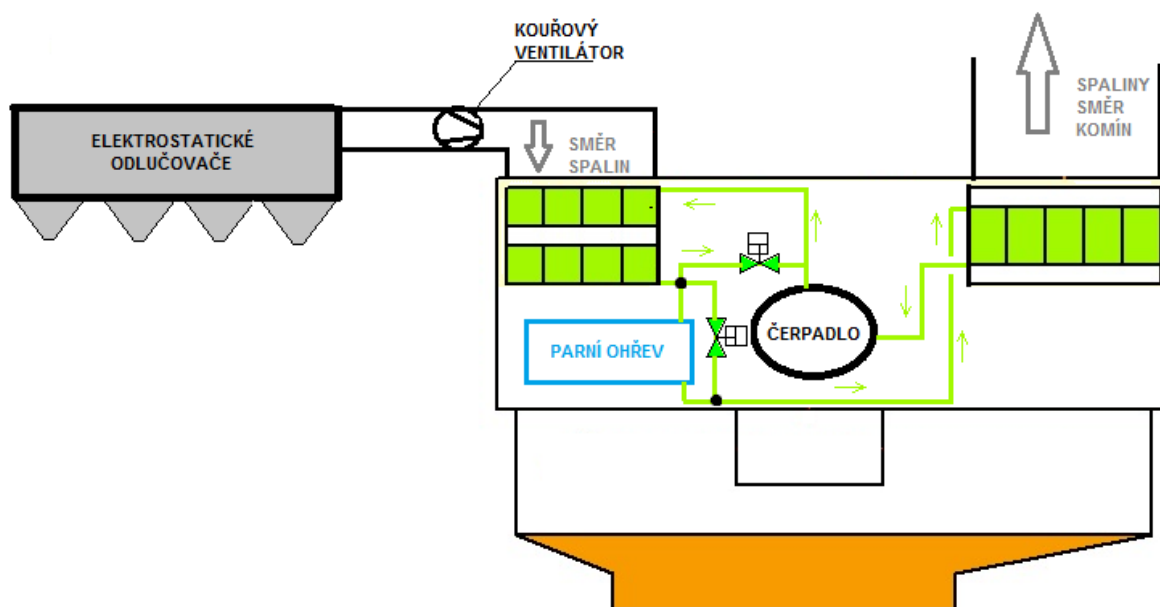 KOUŘOVÝ
VENTILÁTOR
ELEKTROSTATICKÉ
ODLUČOVAČE
SMĚR
SPALIN
SPALINY
SMĚR
KOMÍN
PARNÍ OHŘEV
ČERPADLO